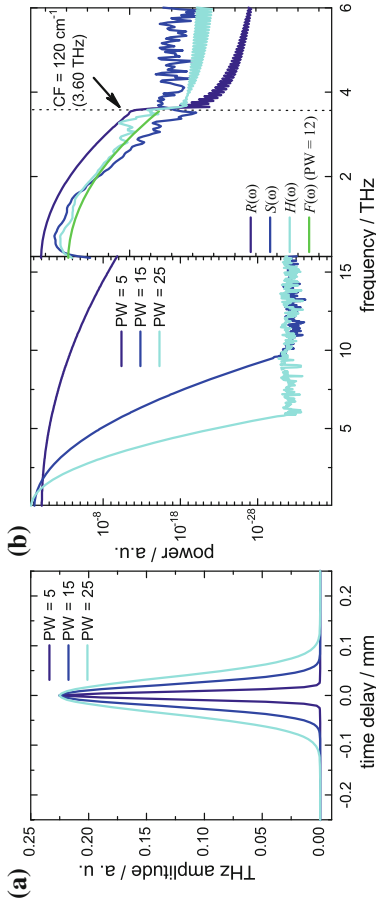 (a)
0.25
0.20
0.15
0.10
0.05
0.00
THz amplitude / a. u.
-0.2
-0.1
0.0
0.1
0.2
time delay / mm
PW = 5
PW = 15
PW = 25
(b)
10-8
10-18
10-28
power / a.u.
5
10
15
PW = 5
PW = 15
PW = 25
2
4
6
frequency / THz
CF = 120 cm-1
(3.60 THz)
R(ω)
S(ω)
H(ω)
F(ω) (PW = 12)